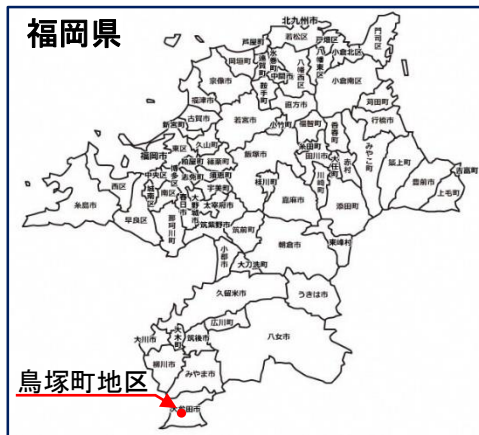 福岡県
北九州市
門司区
芦屋町
若松区
戸畑区
小倉北区
水巻町
遠賀町
八幡西区
八幡東区
岡垣町
中間市
小倉南区
宗像市
鞍手町
苅田町
福津市
直方市
行橋市
古賀市
若宮市
小竹町
福智町
香春町
みやこ町
新宮町
久山町
飯塚市
糸田町
田川市
大任町
赤村
築上町
吉富町
福岡市
東区
粕屋町
篠栗町
豊前市
上毛町
中央区
博多区
志免町
須恵町
川崎町
西区
城南区
南区
宇美町
桂川町
嘉麻市
添田町
糸島市
早良区
春日市
大野城市
太宰府市
那珂川町
筑紫野市
筑前町
朝倉市
東峰村
小郡市
大刀洗町
久留米市
うきは市
大木町
広川町
大川市
筑後市
八女市
柳川市
みやま市
鳥塚町地区
大牟田市